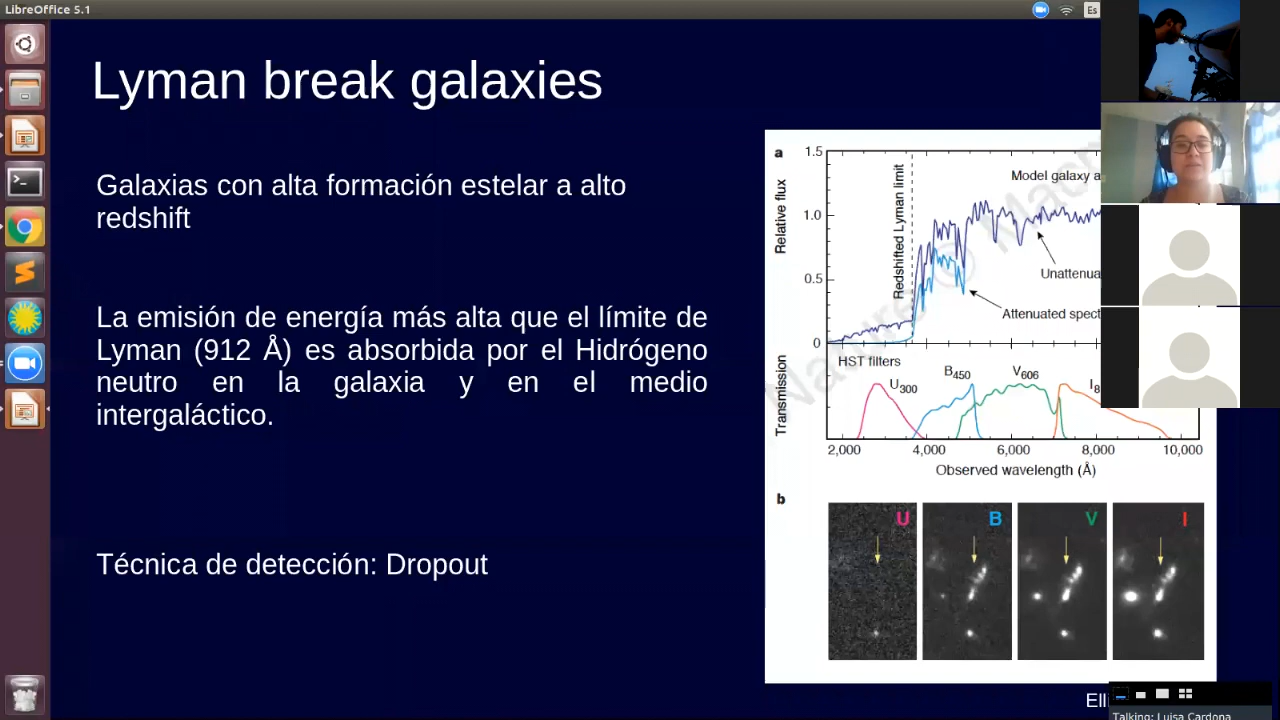 LibreOffice 5.1
Es
Lyman break galaxies
Galaxias con alta formación estelar a alto
redshift
La emisión de energía más alta que el límite de
Lyman (912 Å) es absorbida por el Hidrógeno
neutro en la galaxia y en el medio
intergaláctico.
Técnica de detección: Dropout
a
1.5
1.0
0.5
0
Relative flux
Redshifted Lyman limit
Model galaxy a
Unattenua
Attenuated spect
Transmission
HST filters
U300
B450
V606
I8
2,000
4,000
6,000
8,000
10,000
Observed wavelength (Å)
b
U
B
V
I
Elli
Talking: Luisa Cardona